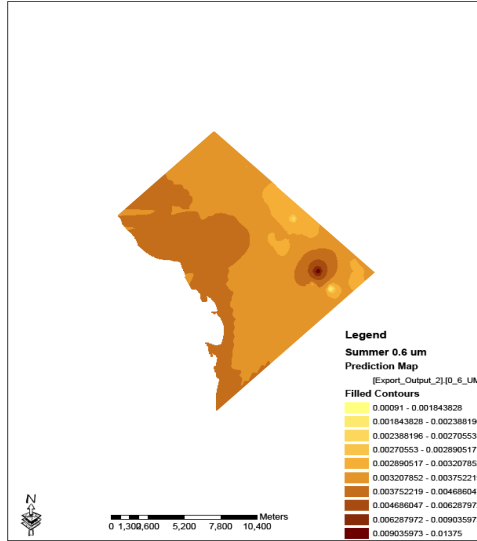 Legend
Summer 0.6 um
Prediction Map
[Export_Output_2].[0_6_UM
Filled Contours
0.00091 - 0.001843828
0.001843828 - 0.00238819
0.002388196 - 0.00270553
0.00270553 - 0.002890517
0.002890517 - 0.00320785
0.003207852 - 0.00375221
0.003752219 - 0.00468604
0.004686047 - 0.00628797
0.006287972 - 0.00903597
0.009035973 - 0.01375
N
Meters
0 1,300 2,600 5,200 7,800 10,400